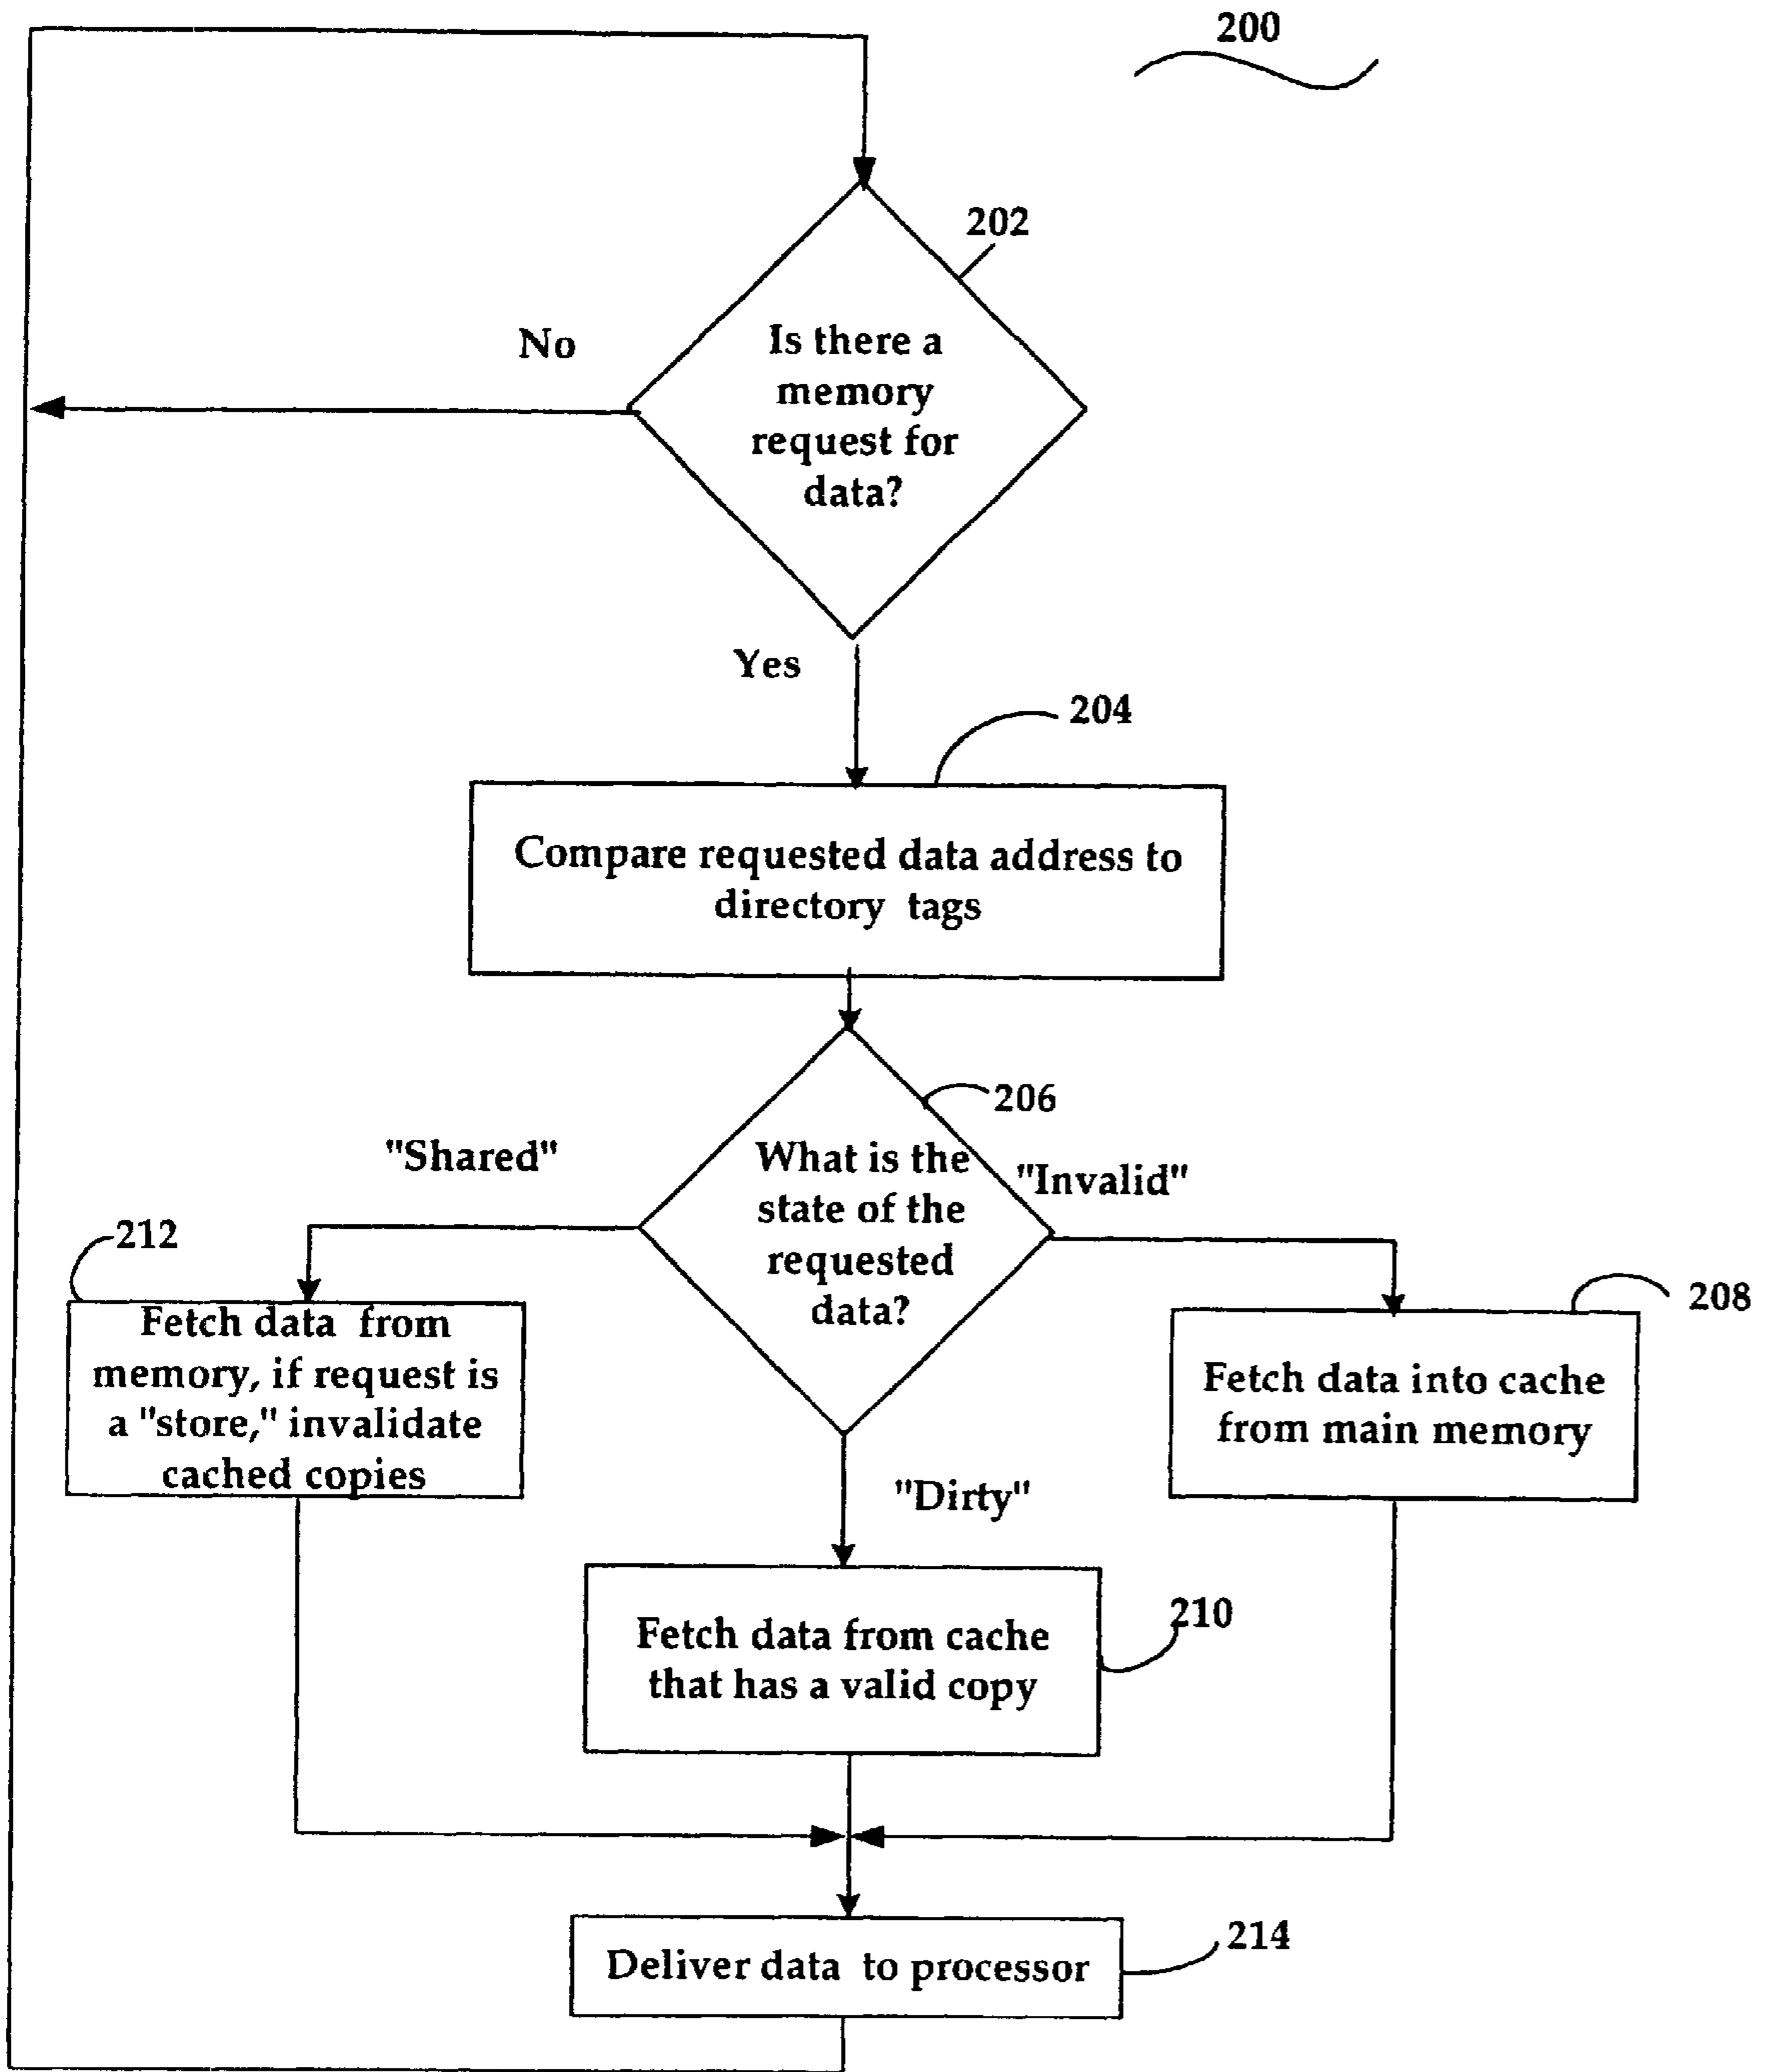 200
202
No
Is there a
memory
request for
data?
Yes
204
Compare requested data address to
directory tags
206
"Shared"
What is the
state of the
requested
data?
"Invalid"
212
Fetch data from
memory, if request is
a "store," invalidate
cached copies
208
Fetch data into cache
from main memory
"Dirty"
210
Fetch data from cache
that has a valid copy
214
Deliver data to processor